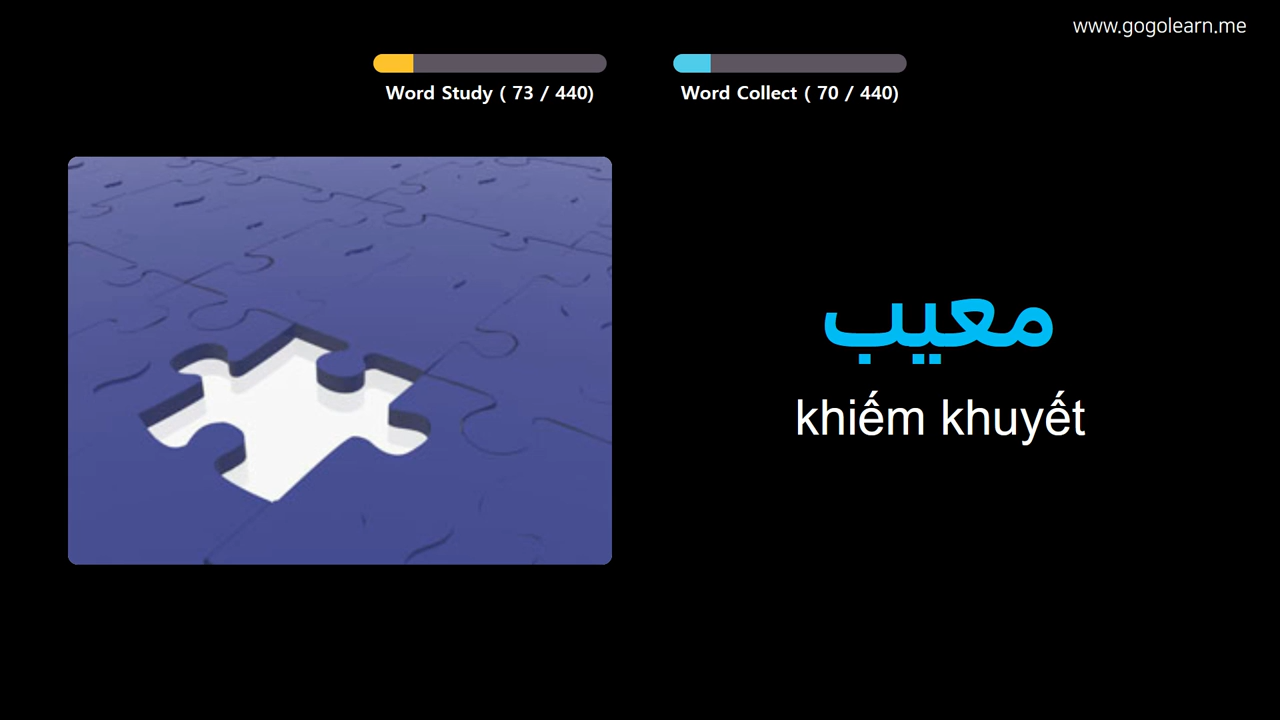 www.gogolearn.me
Word Study ( 73 / 440)
Word Collect ( 70 / 440)
معيب
khiếm khuyết